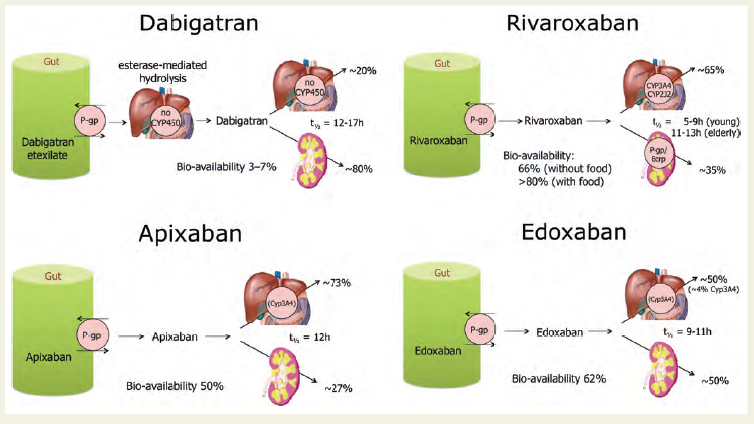 Dabigatran
Gut
P-gp
Dabigatran
etexilate
esterase-mediated
hydrolysis
no
CYP450
Dabigatran
no
CYP450
~20%
t½ = 12-17h
Bio-availability 3–7%
~80%
Rivaroxaban
Gut
P-gp
Rivaroxaban
Rivaroxaban
CYP3A4
CYP2J2
~65%
t½ = 5-9h (young)
11-13h (elderly)
Bio-availability:
66% (without food)
>80% (with food)
P-gp/
Bcrp
~35%
Apixaban
Gut
P-gp
Apixaban
Apixaban
(Cyp3A4)
~73%
t½ = 12h
Bio-availability 50%
~27%
Edoxaban
Gut
P-gp
Edoxaban
Edoxaban
(Cyp3A4)
~50%
(~4% Cyp3A4)
t½ = 9-11h
Bio-availability 62%
~50%